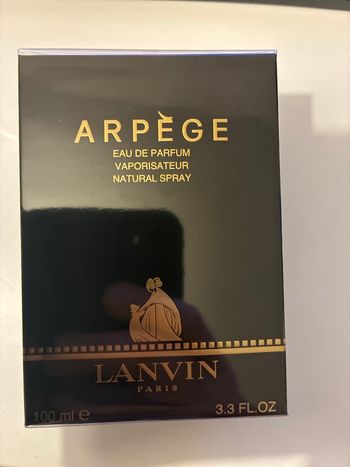 ARPÈGE
EAU DE PARFUM
VAPORISATEUR
NATURAL SPRAY
LANVIN
PARIS
100 ml ℮ 3.3 FL.OZ